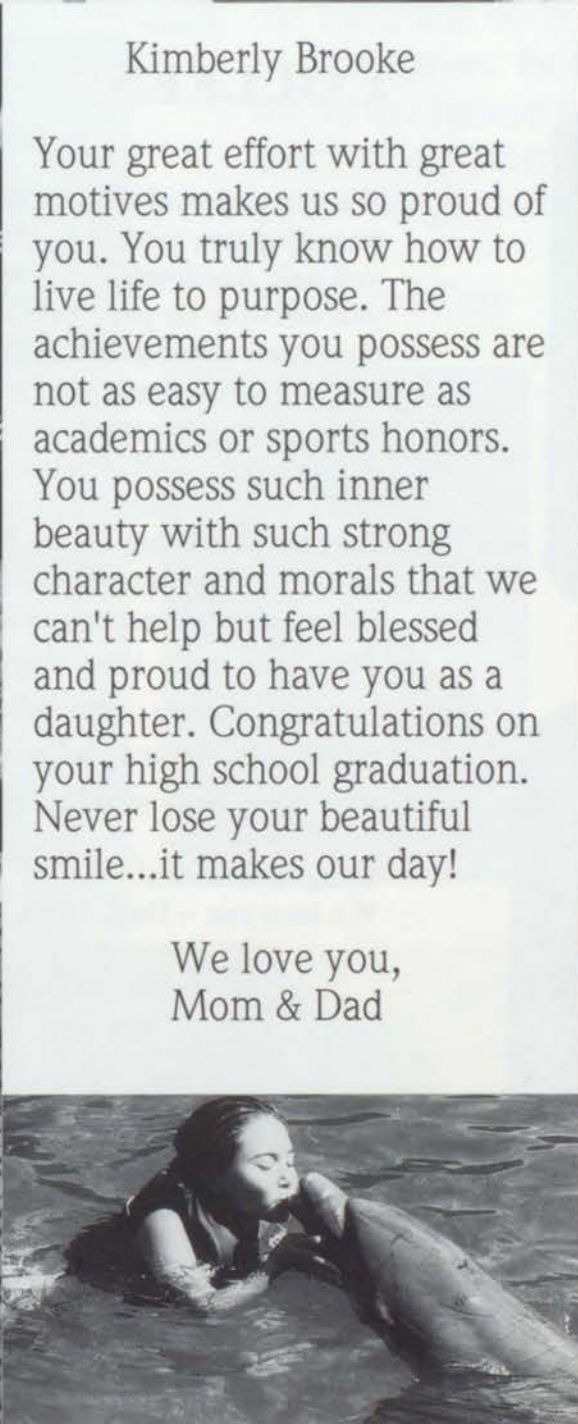 Kimberly Brooke
Your great effort with great
motives makes us so proud of
you. You truly know how to
live life to purpose. The
achievements you possess are
not as easy to measure as
academics or sports honors.
You possess such inner
beauty with such strong
character and morals that we
can't help but feel blessed
and proud to have you as a
daughter. Congratulations on
your high school graduation.
Never lose your beautiful
smile...it makes our day!
We love you,
Mom & Dad